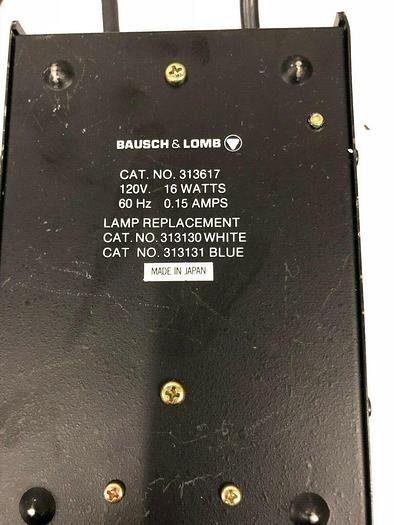 BAUSCH & LOMB
CAT. NO. 313617
120V. 16 WATTS
60 Hz 0.15 AMPS
LAMP REPLACEMENT
CAT. NO. 313130 WHITE
CAT NO. 313131 BLUE
MADE IN JAPAN